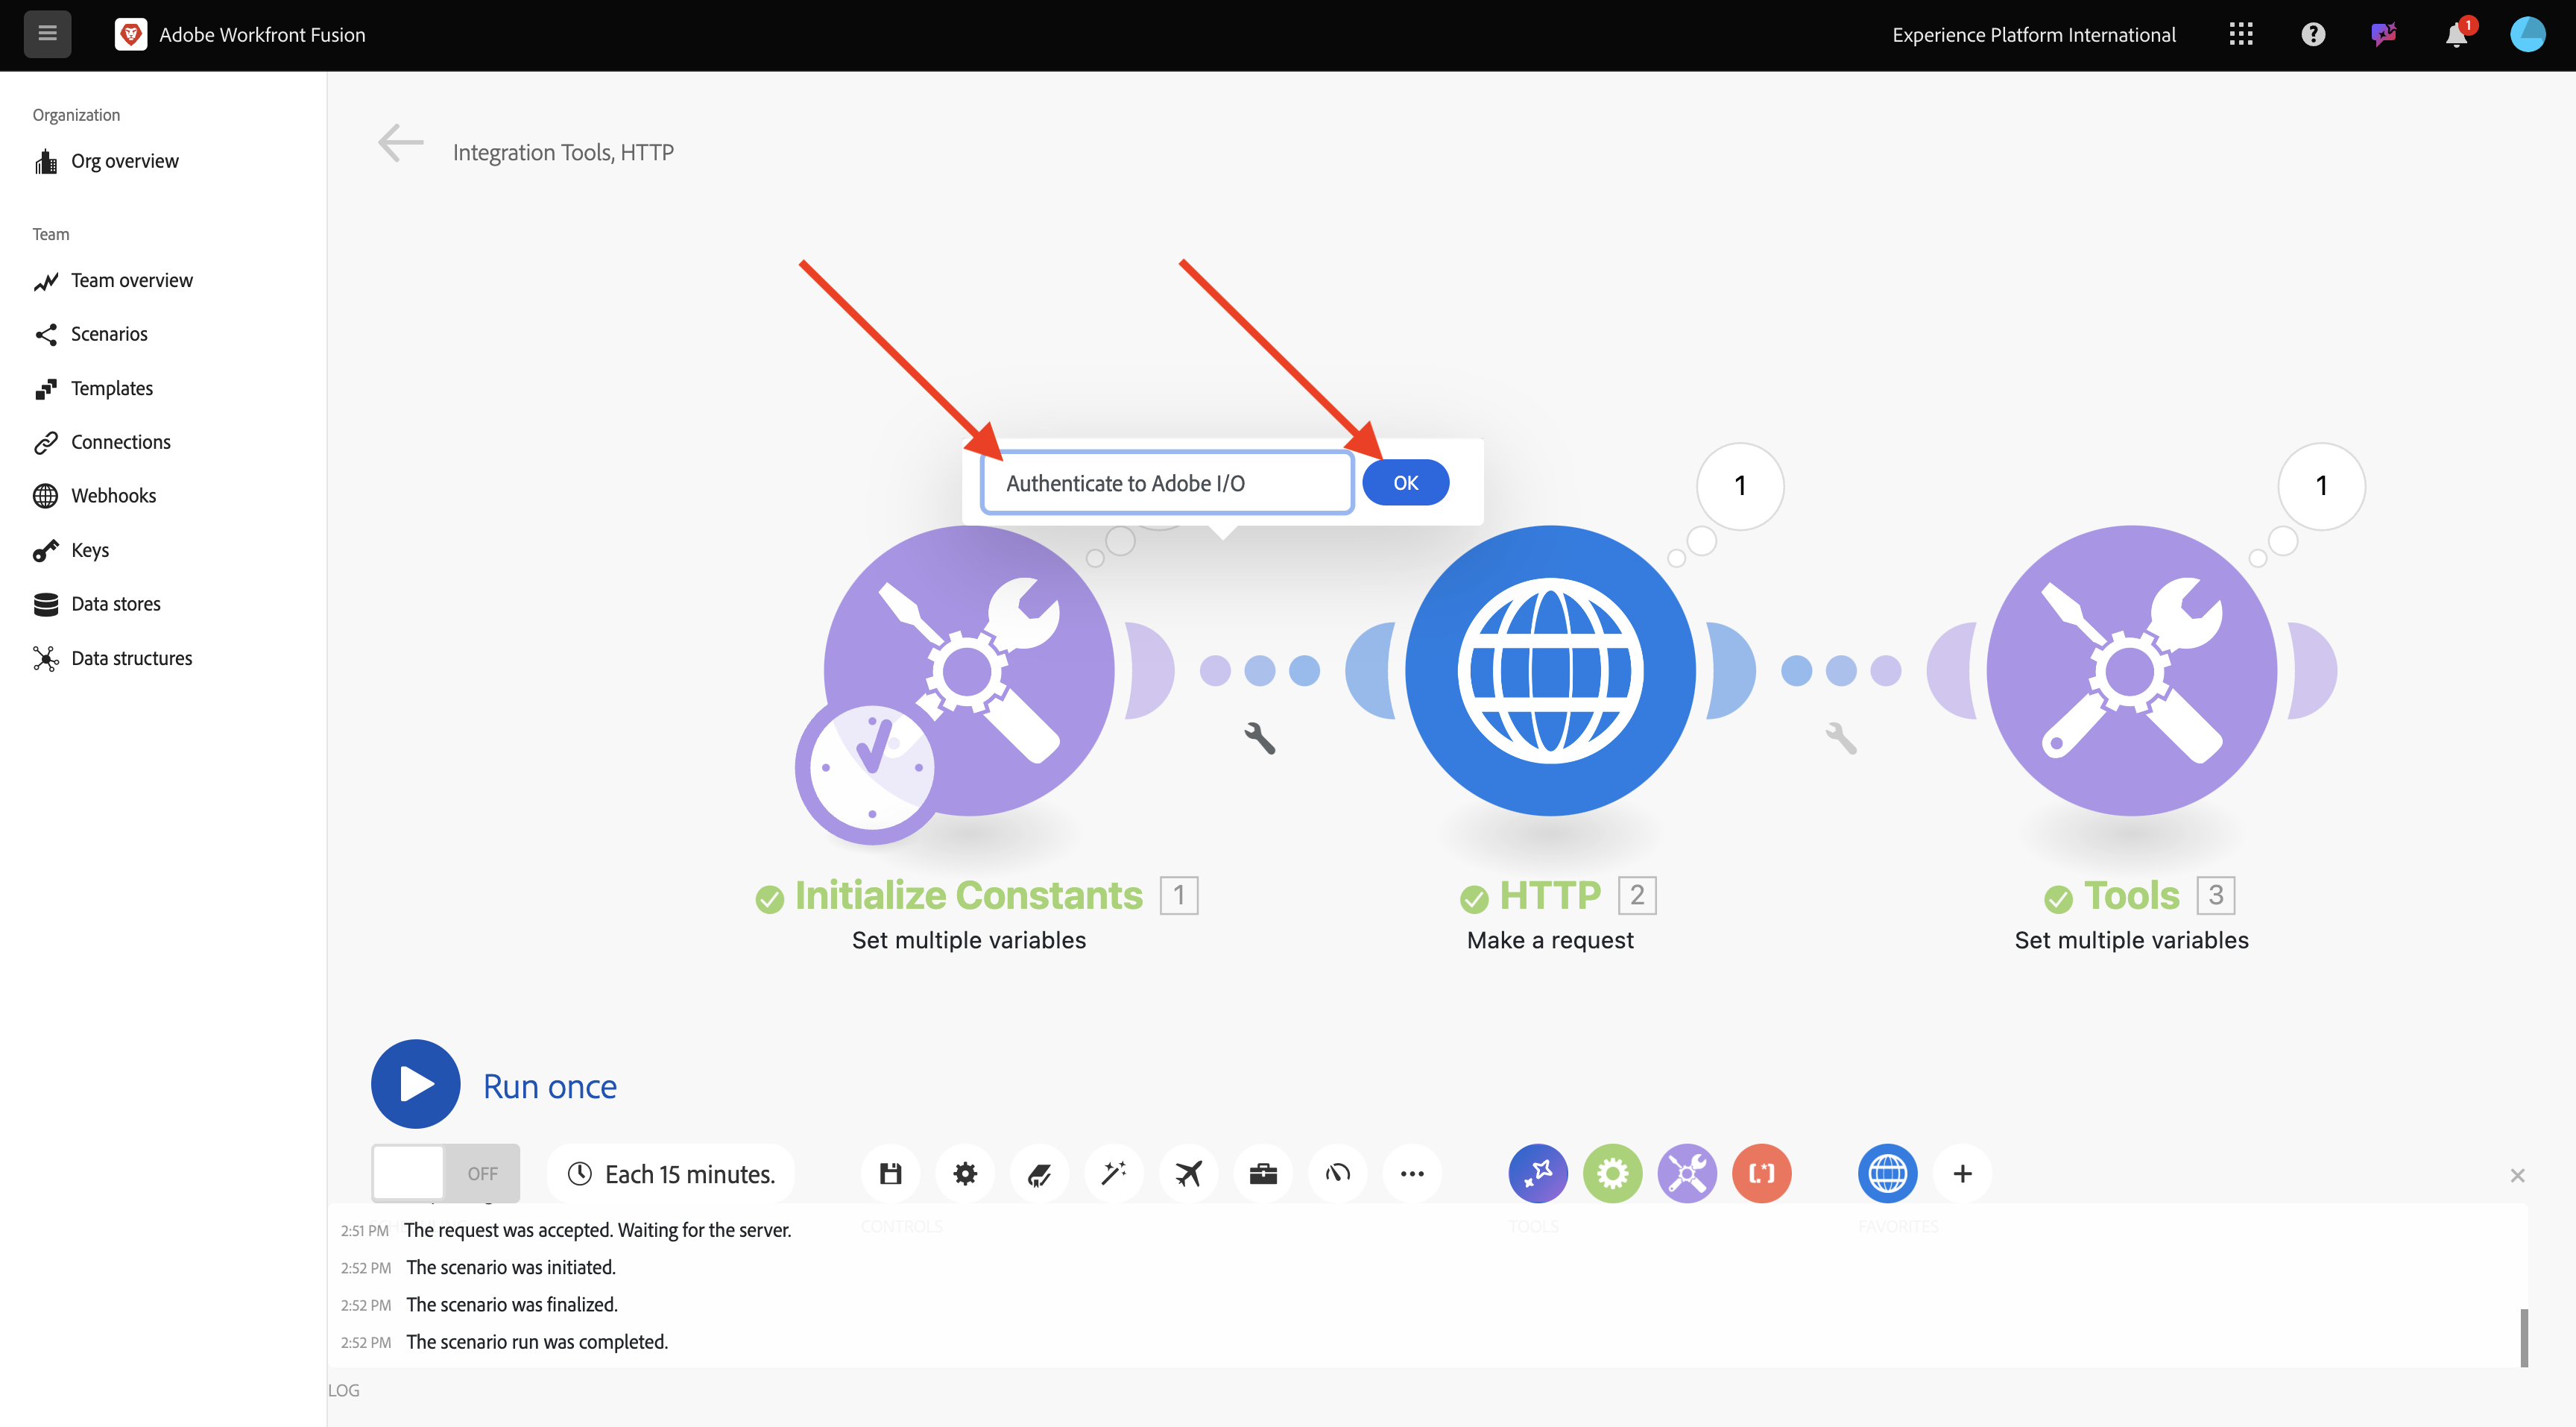 Adobe Workfront Fusion
Experience Platform International
1
Organization
Org overview
Team
Team overview
Scenarios
Templates
Connections
Webhooks
Keys
Data stores
Data structures
Integration Tools, HTTP
Authenticate to Adobe I/O
OK
1
1
Initialize Constants 1
Set multiple variables
HTTP 2
Make a request
Tools 3
Set multiple variables
Run once
OFF
Each 15 minutes.
CONTROLS
TOOLS
FAVORITES
2:51 PM The request was accepted. Waiting for the server.
2:52 PM The scenario was initiated.
2:52 PM The scenario was finalized.
2:52 PM The scenario run was completed.
LOG